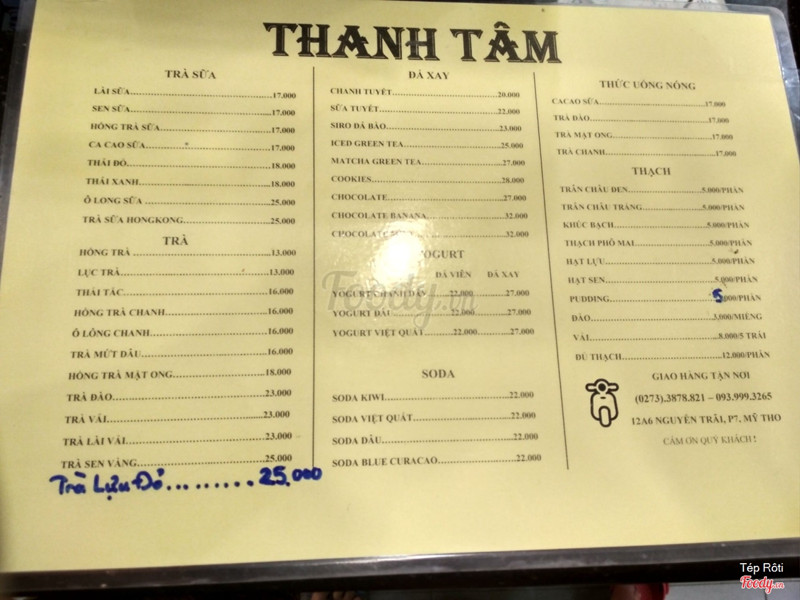 THANH TÂM
TRÀ SỮA
LÀI SỮA 17.000
SEN SỮA 17.000
HỒNG TRÀ SỮA 17.000
CA CAO SỮA 17.000
THÁI ĐỎ 18.000
THÁI XANH 18.000
Ô LONG SỮA 25.000
TRÀ SỮA HONGKONG 25.000
TRÀ
HỒNG TRÀ 13.000
LỤC TRÀ 13.000
THÁI TẮC 16.000
HỒNG TRÀ CHANH 16.000
Ô LÔNG CHANH 16.000
TRÀ MỨT DÂU 16.000
HỒNG TRÀ MẬT ONG 18.000
TRÀ ĐÀO 23.000
TRÀ VẢI 23.000
TRÀ LÀI VẢI 23.000
TRÀ SEN VÀNG 25.000
Trà Lựu Đỏ 25.000
ĐÁ XAY
CHANH TUYẾT 20.000
SỮA TUYẾT 22.000
SIRO ĐÁ BÀO 23.000
ICED GREEN TEA 25.000
MATCHA GREEN TEA 27.000
COOKIES 28.000
CHOCOLATE 27.000
CHOCOLATE BANANA 32.000
CHOCOLATE 32.000
YOGURT
ĐÁ VIÊN ĐÁ XAY
YOGURT CHANH DÂY 22.000 27.000
YOGURT DÂU 22.000 27.000
YOGURT VIỆT QUẤT 22.000 27.000
SODA
SODA KIWI 22.000
SODA VIỆT QUẤT 22.000
SODA DÂU 22.000
SODA BLUE CURACAO 22.000
THỨC UỐNG NÓNG
CACAO SỮA 17.000
TRÀ ĐÀO 17.000
TRÀ MẬT ONG 17.000
TRÀ CHANH 17.000
THẠCH
TRÂN CHÂU ĐEN 5.000/PHẦN
TRÂN CHÂU TRẮNG 5.000/PHẦN
KHÚC BẠCH 5.000/PHẦN
THẠCH PHÔ MAI 5.000/PHẦN
HẠT LỰU 5.000/PHẦN
HẠT SEN 5.000/PHẦN
PUDDING 5.000/PHẦN
ĐÀO 3.000/MIẾNG
VẢI 8.000/5 TRÁI
ĐỦ THẠCH 12.000/PHẦN
GIAO HÀNG TẬN NƠI
(0273).3878.821 – 093.999.3265
12A6 NGUYỄN TRÃI, P7. MỸ THO
CẢM ƠN QUÝ KHÁCH !
Foody.vn
Tép Rôti
Foody.vn